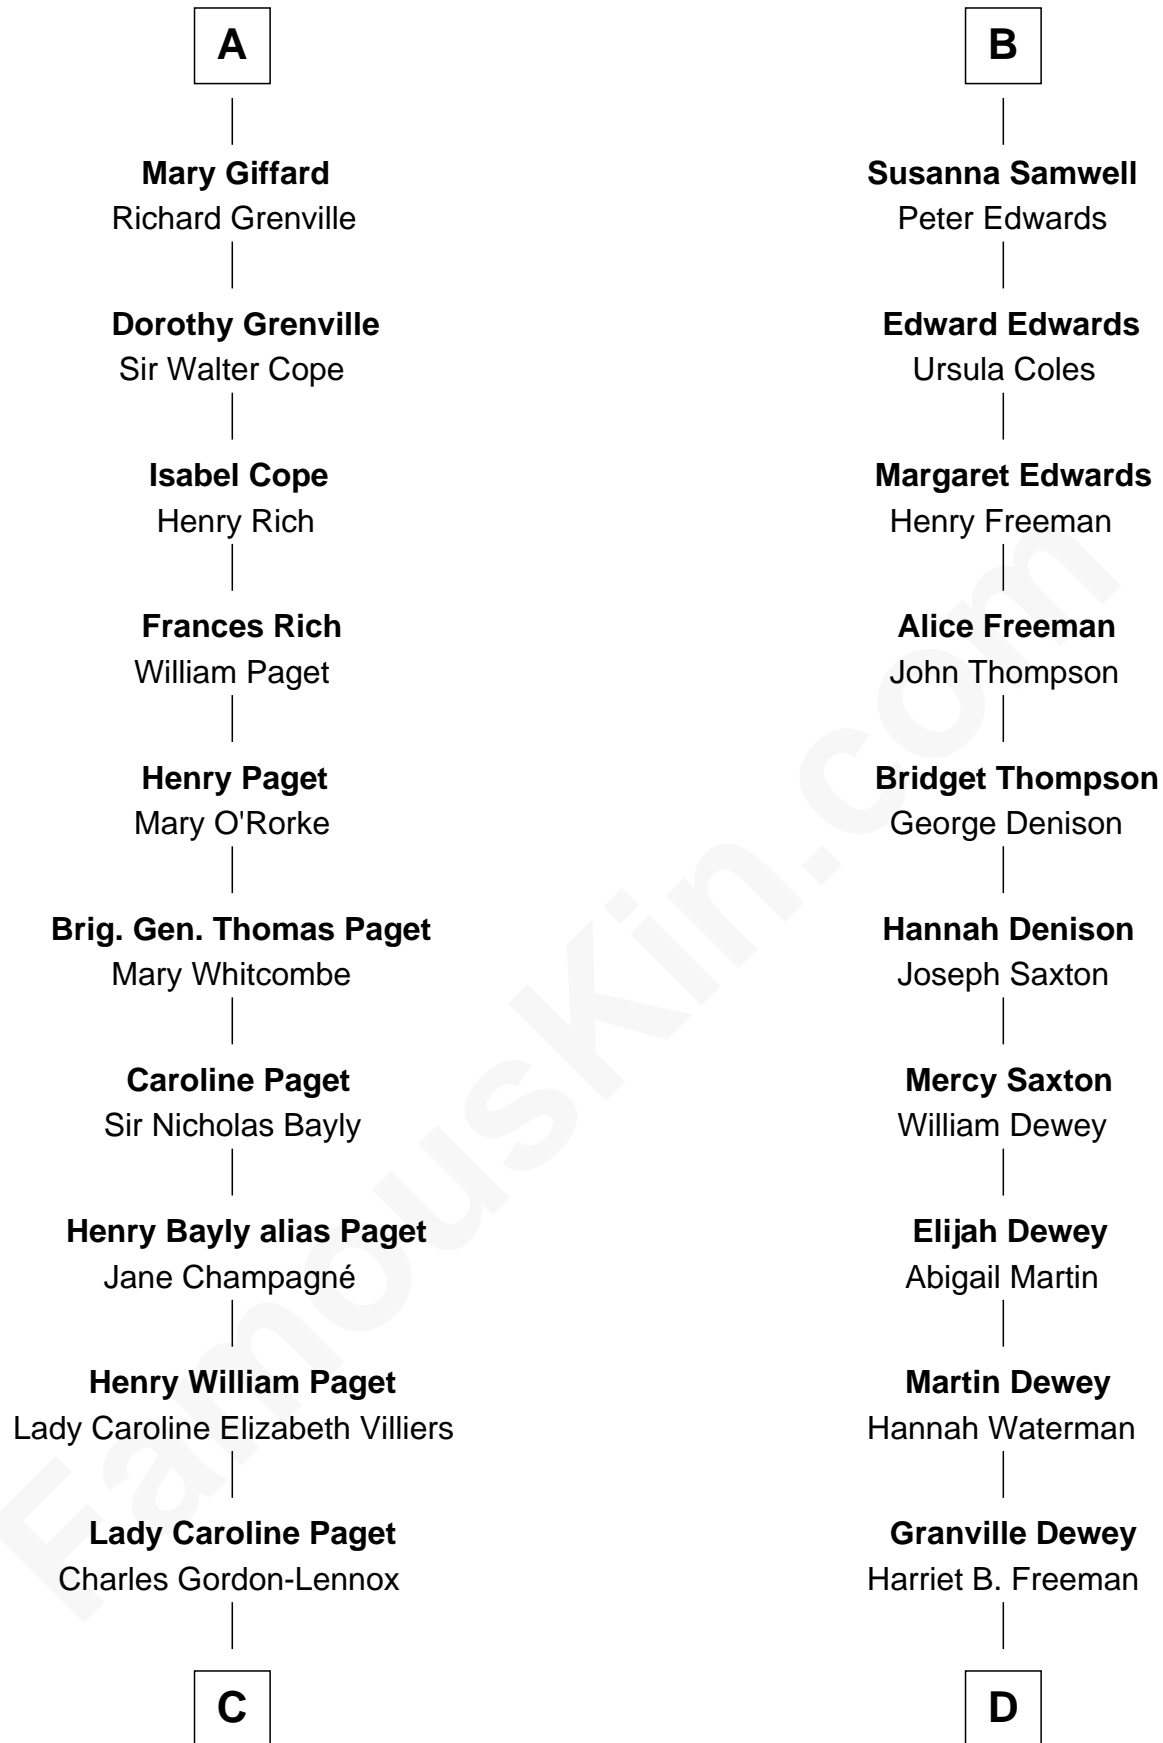 A
Mary Giffard
Richard Grenville
Dorothy Grenville
Sir Walter Cope
Isabel Cope
Henry Rich
Frances Rich
William Paget
Henry Paget
Mary O'Rorke
Brig. Gen. Thomas Paget
Mary Whitcombe
Caroline Paget
Sir Nicholas Bayly
Henry Bayly alias Paget
Jane Champagné
Henry William Paget
Lady Caroline Elizabeth Villiers
Lady Caroline Paget
Charles Gordon-Lennox
C
B
Susanna Samwell
Peter Edwards
Edward Edwards
Ursula Coles
Margaret Edwards
Henry Freeman
Alice Freeman
John Thompson
Bridget Thompson
George Denison
Hannah Denison
Joseph Saxton
Mercy Saxton
William Dewey
Elijah Dewey
Abigail Martin
Martin Dewey
Hannah Waterman
Granville Dewey
Harriet B. Freeman
D
FamousKin.com